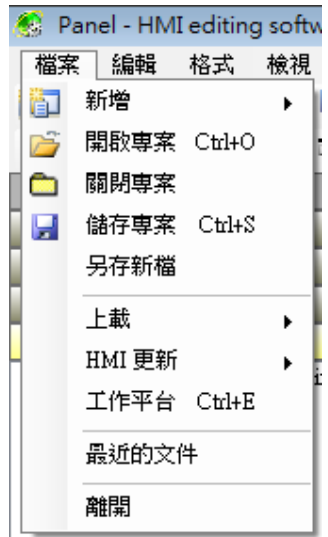 Panel - HMI editing softw
檔案 編輯 格式 檢視
新增
開啟專案 Ctrl+O
關閉專案
儲存專案 Ctrl+S
另存新檔
上載
HMI 更新
工作平台 Ctrl+E
最近的文件
離開